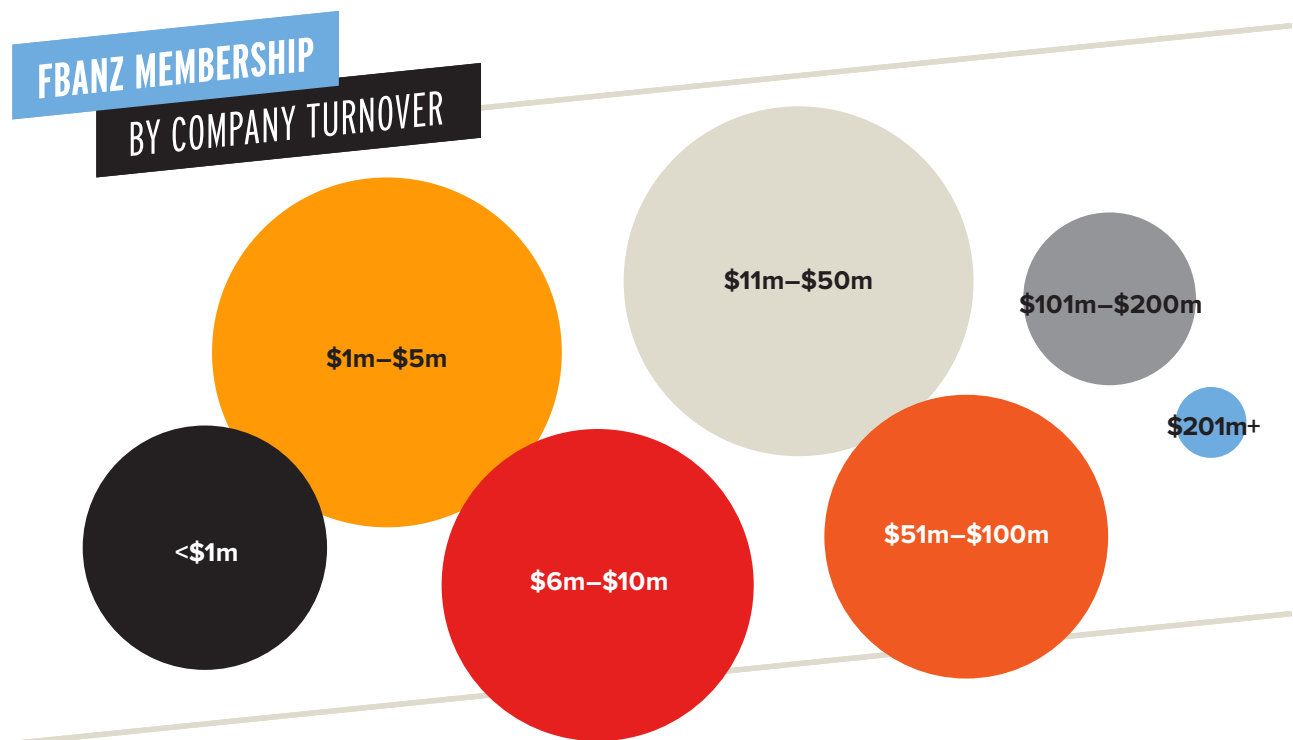 FBANZ MEMBERSHIP
BY COMPANY TURNOVER
$11m–$50m
$101m–$200m
$1m–$5m
$201m+
$51m–$100m
<$1m
$6m–$10m